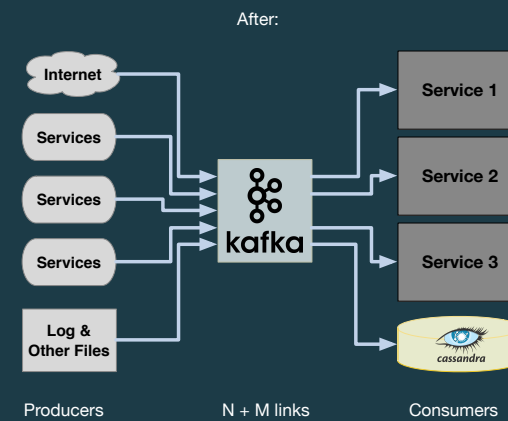 After:
Internet
Services
Services
Services
Log &
Other Files
kafka
Service 1
Service 2
Service 3
cassandra
Producers
N + M links
Consumers